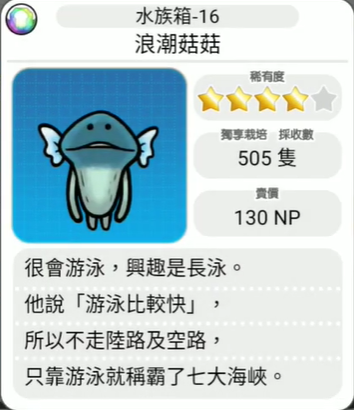 水族箱-16
浪潮菇菇
稀有度
獨享栽培 採收數
505 隻
賣價
130 NP
很會游泳，興趣是長泳。
他說「游泳比較快」，
所以不走陸路及空路，
只靠游泳就稱霸了七大海峽。